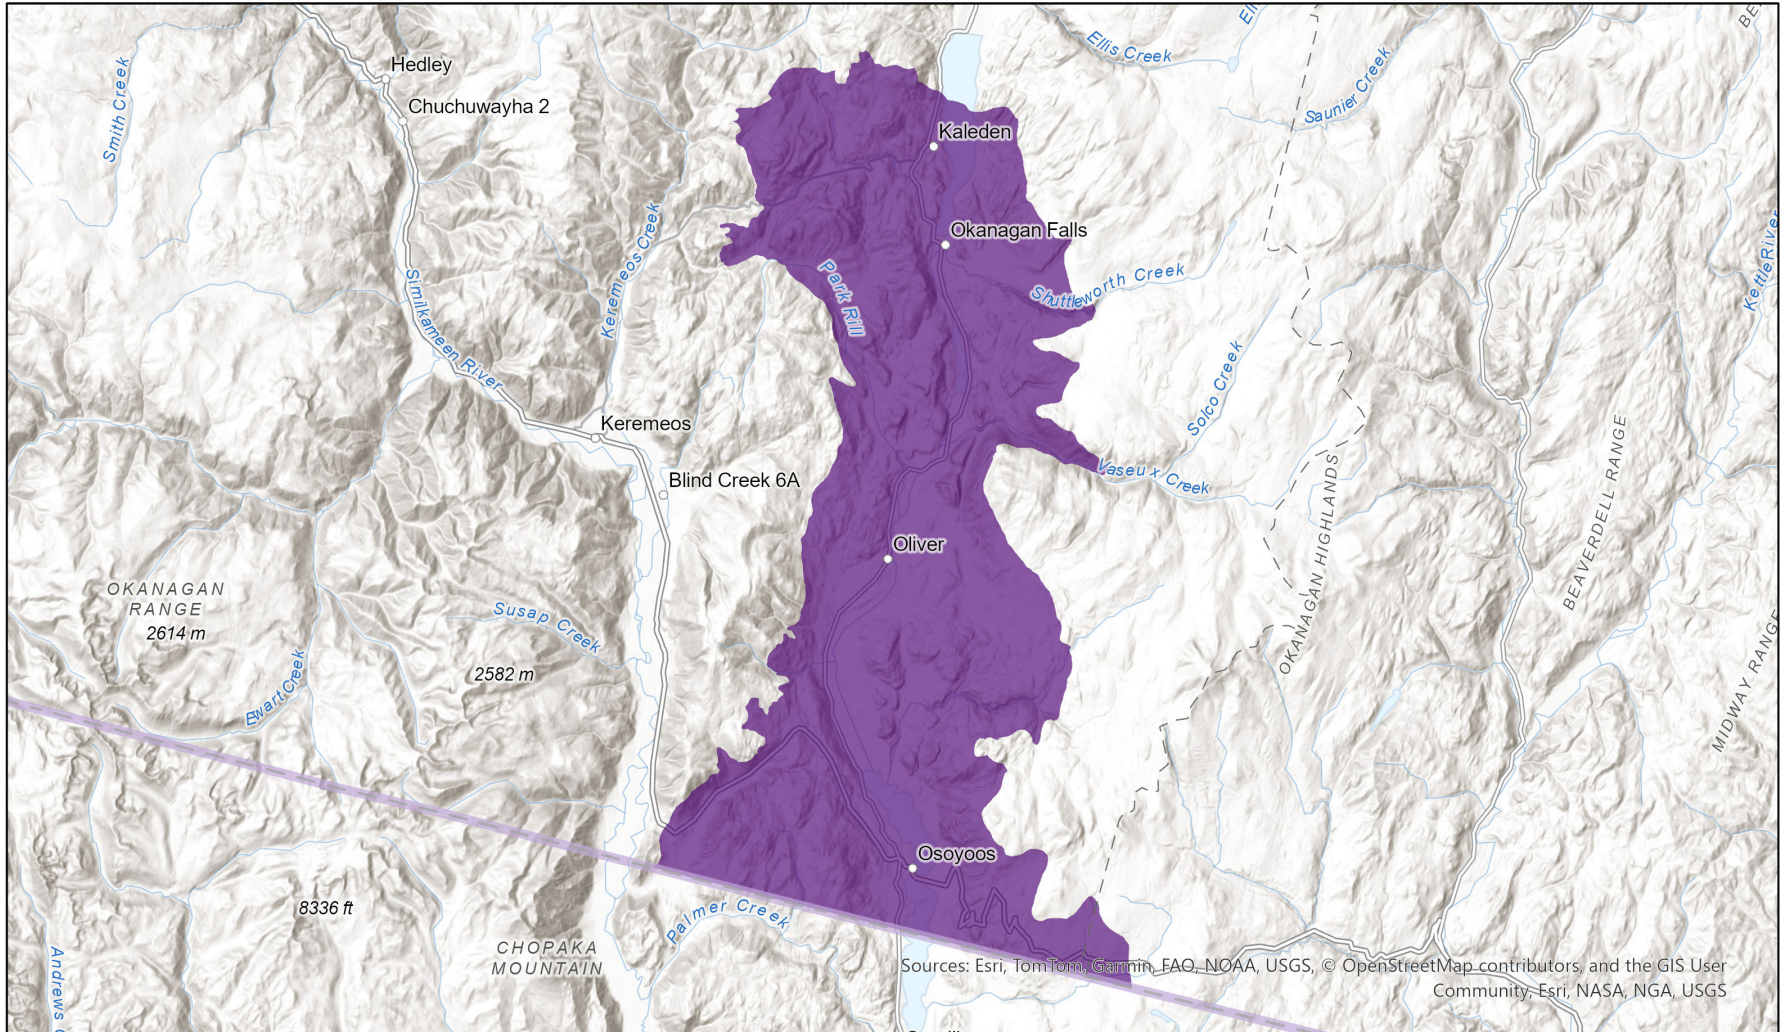 Hedley
Chuchuwayha 2
Smith Creek
Ellis Creek
Saunier Creek
Kaleden
Okanagan Falls
Keremeos Creek
Park Rill
Shuttleworth Creek
Kettle River
Similkameen River
Solco Creek
Keremeos
Blind Creek 6A
Vaseux Creek
Oliver
OKANAGAN
RANGE
2614 m
Susap Creek
2582 m
Ewart Creek
OKANAGAN HIGHLANDS
BEAVERDELL RANGE
MIDWAY RANGE
Osoyoos
8336 ft
Palmer Creek
CHOPAKA
MOUNTAIN
Andrews
Sources: Esri, TomTom, Garmin, FAO, NOAA, USGS, © OpenStreetMap contributors, and the GIS User
Community, Esri, NASA, NGA, USGS